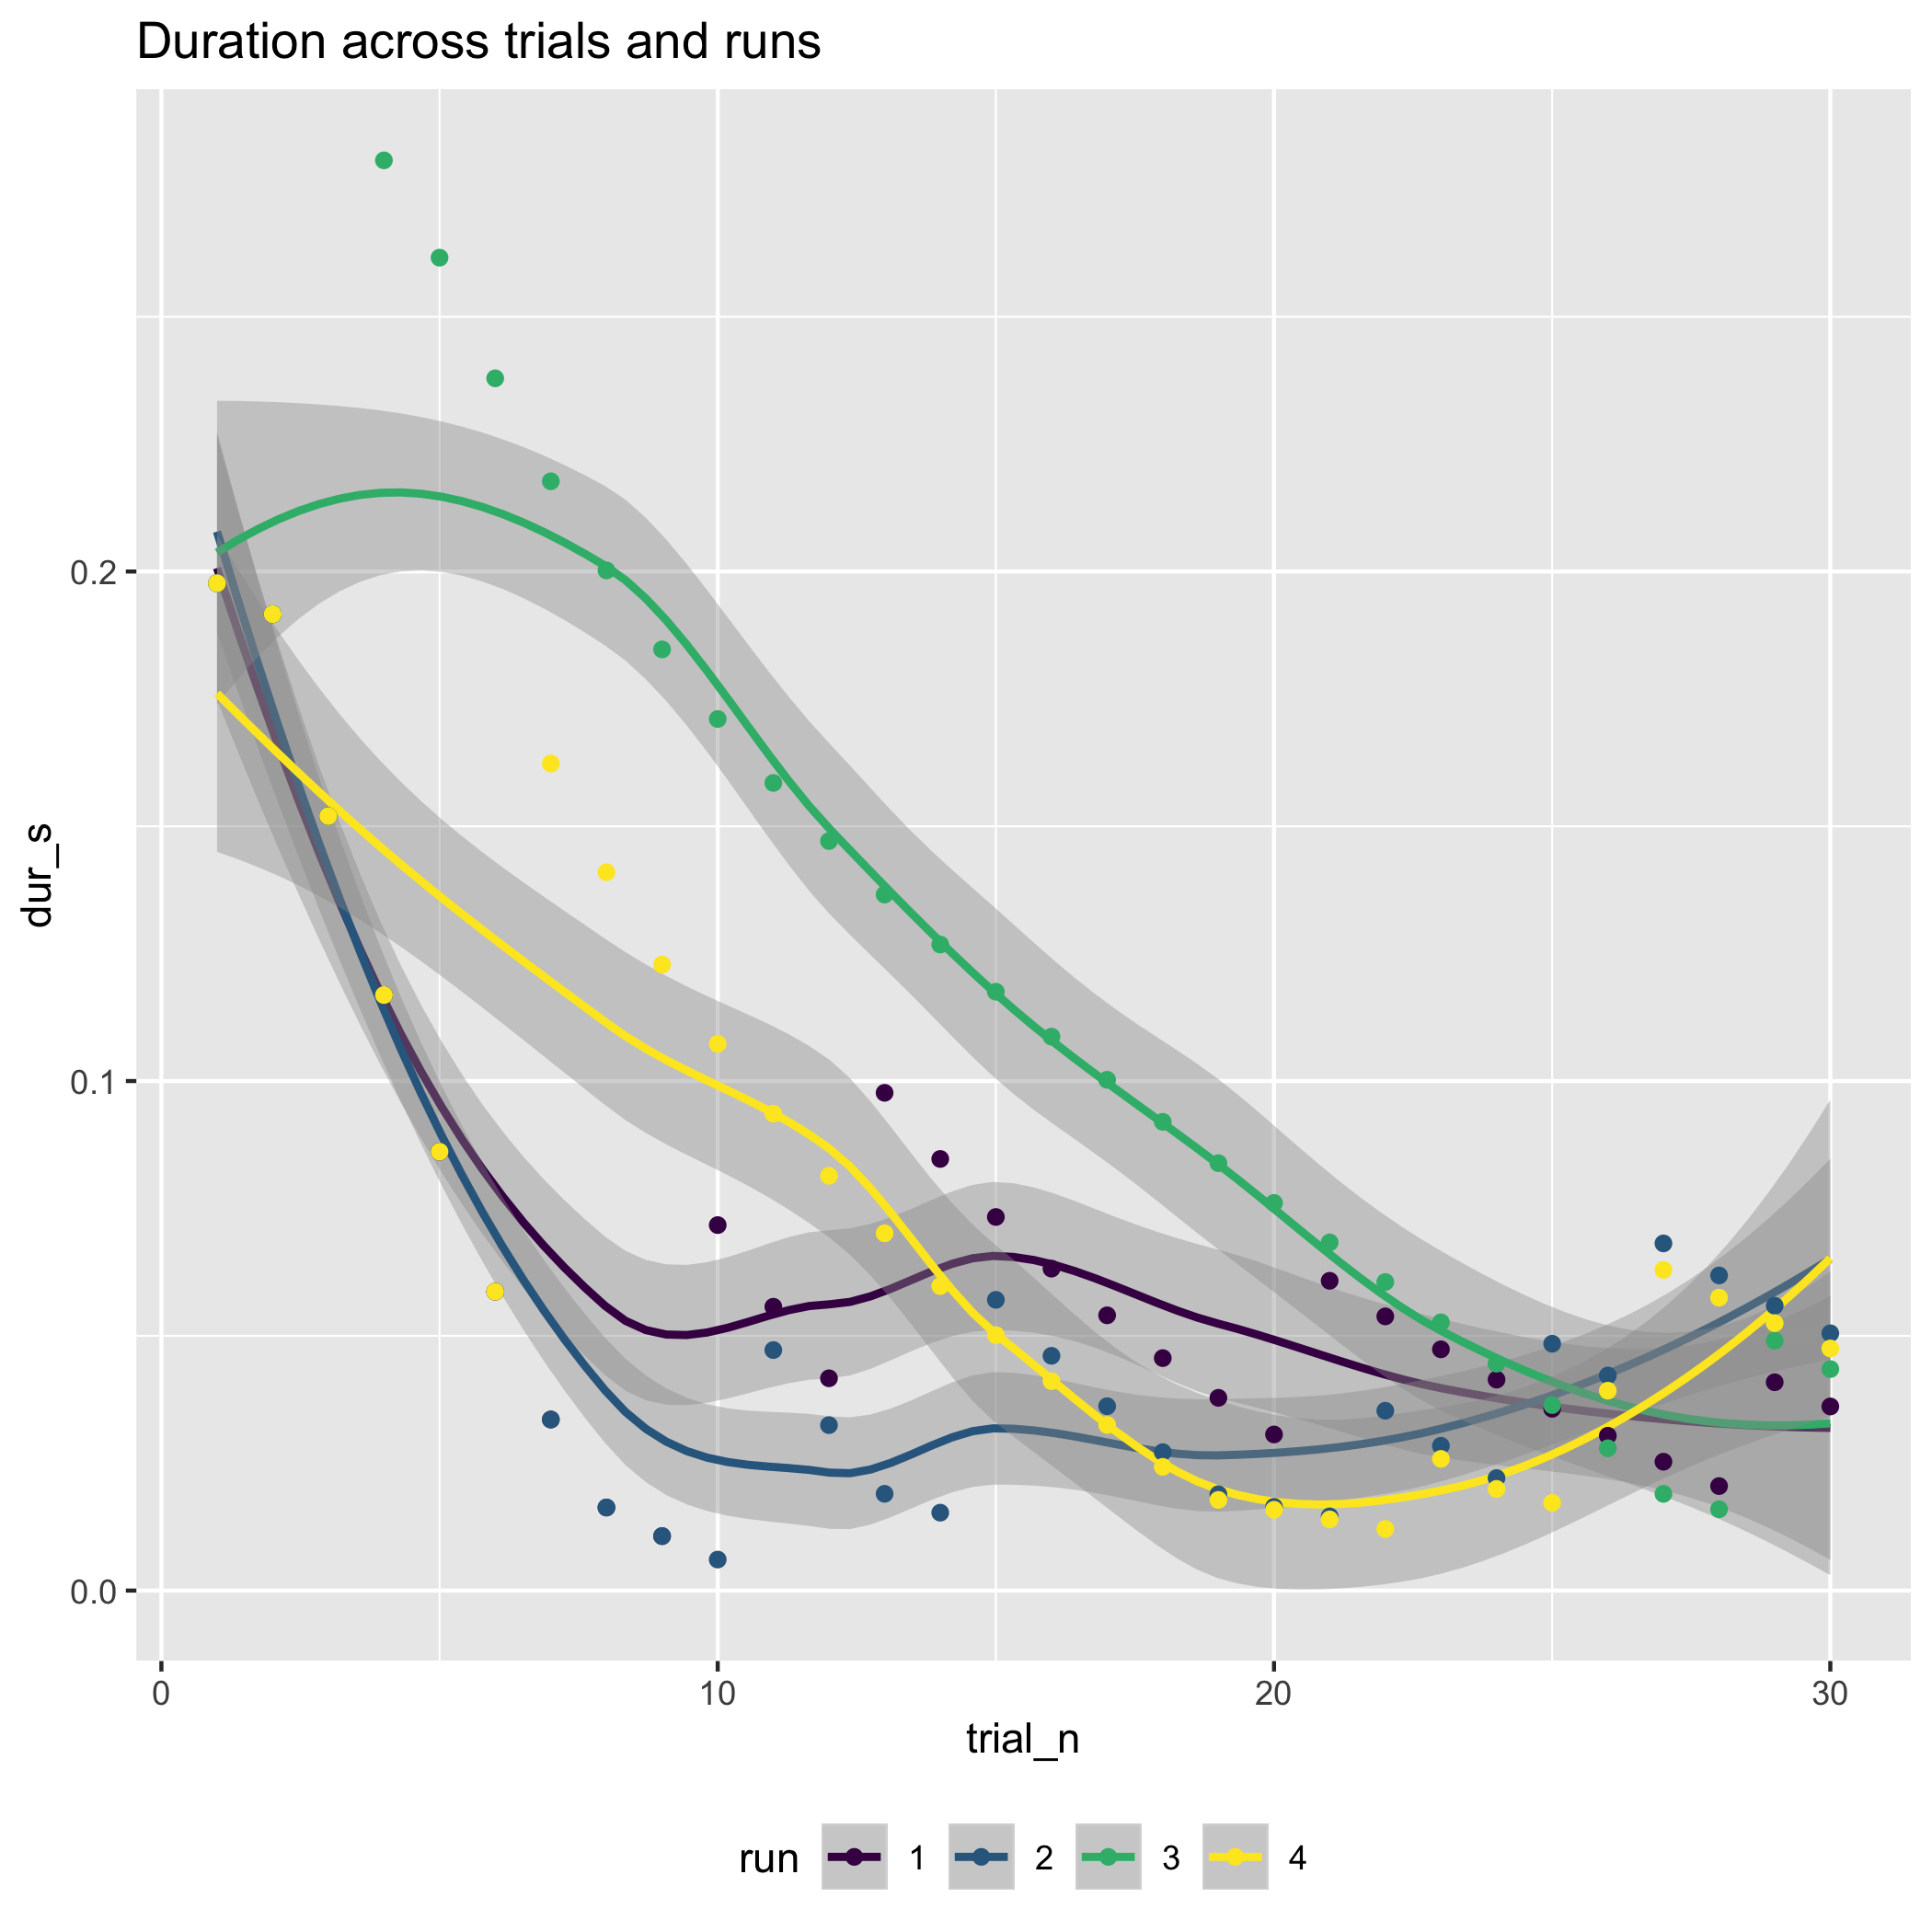 Duration across trials and runs
dur_s
0.2
0.1
0.0
0 10 20 30
trial_n
run 1 2 3 4